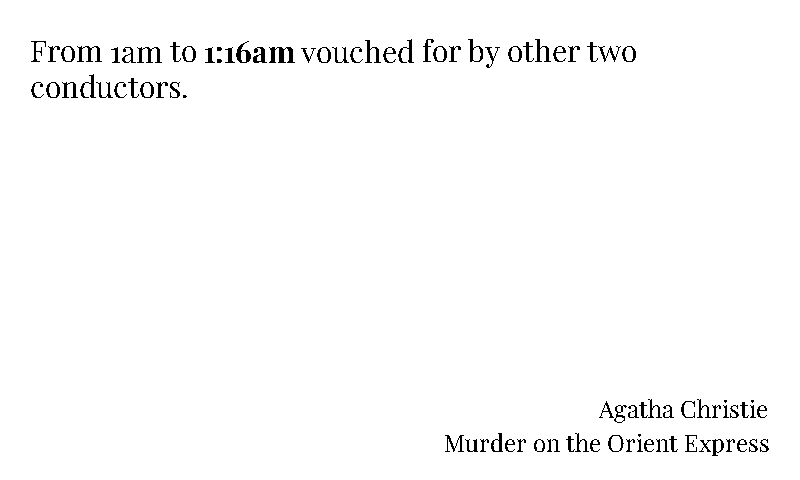 From 1am to 1:16am vouched for by other two
conductors.
Agatha Christie
Murder on the Orient Express